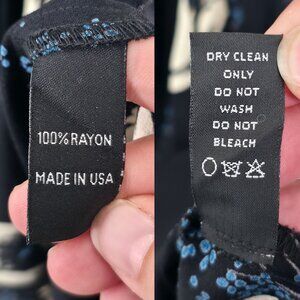 100% RAYON
MADE IN USA
DRY CLEAN
ONLY
DO NOT
WASH
DO NOT
BLEACH